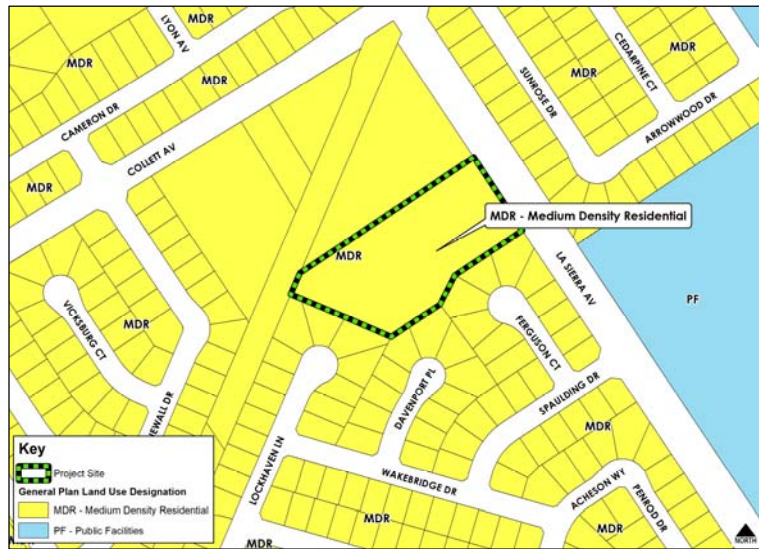 MDR
LYON AV
MDR
CEDARPINE CT
MDR
MDR
SUNROSE DR
MDR
MDR
CAMERON DR
ARROWWOOD DR
COLLETT AV
MDR
MDR - Medium Density Residential
MDR
LA SIERRA AV
PF
VICKSBURG CT
MDR
FERGUSON CT
DAVENPORT PL
SPAULDING DR
EWALL DR
LOCKHAVEN LN
WAKEBRIDGE DR
MDR
ACHESON WY
PENROD DR
MDR
MDR
MDR
Key
Project Site
General Plan Land Use Designation
MDR - Medium Density Residential
PF - Public Facilities
NORTH